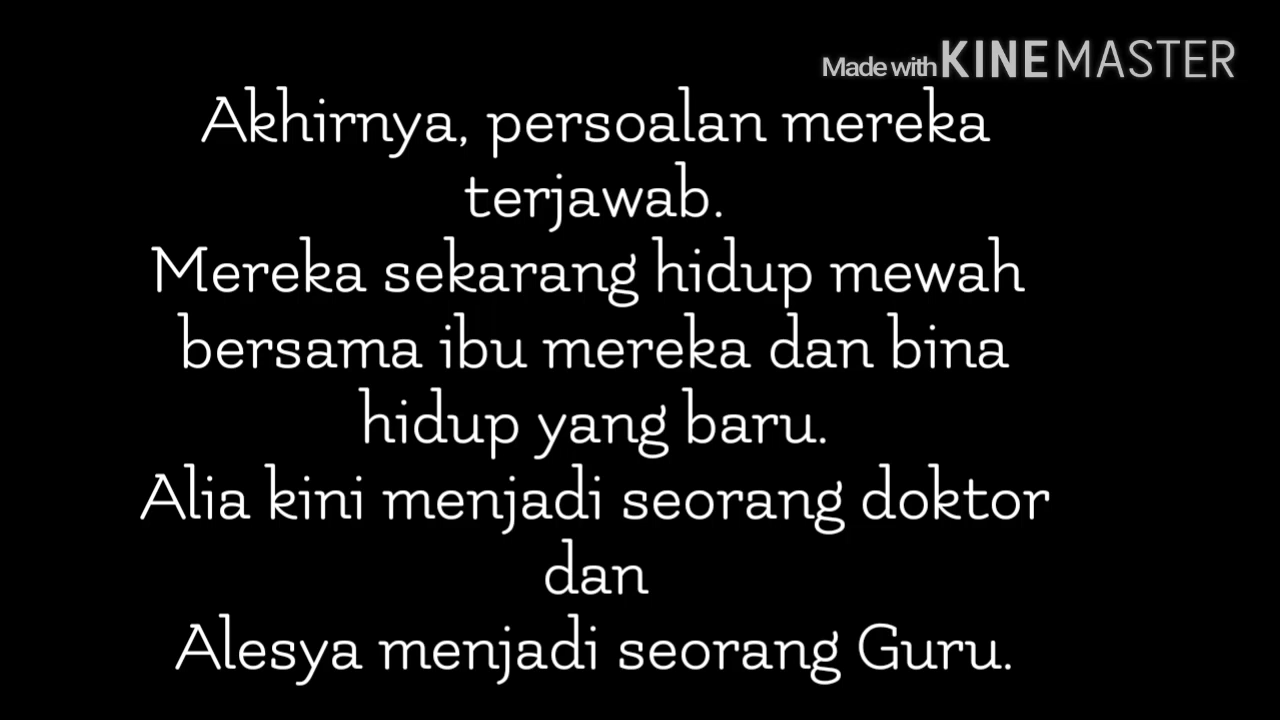 Made with KINEMASTER
Akhirnya, persoalan mereka
terjawab.
Mereka sekarang hidup mewah
bersama ibu mereka dan bina
hidup yang baru.
Alia kini menjadi seorang doktor
dan
Alesya menjadi seorang Guru.